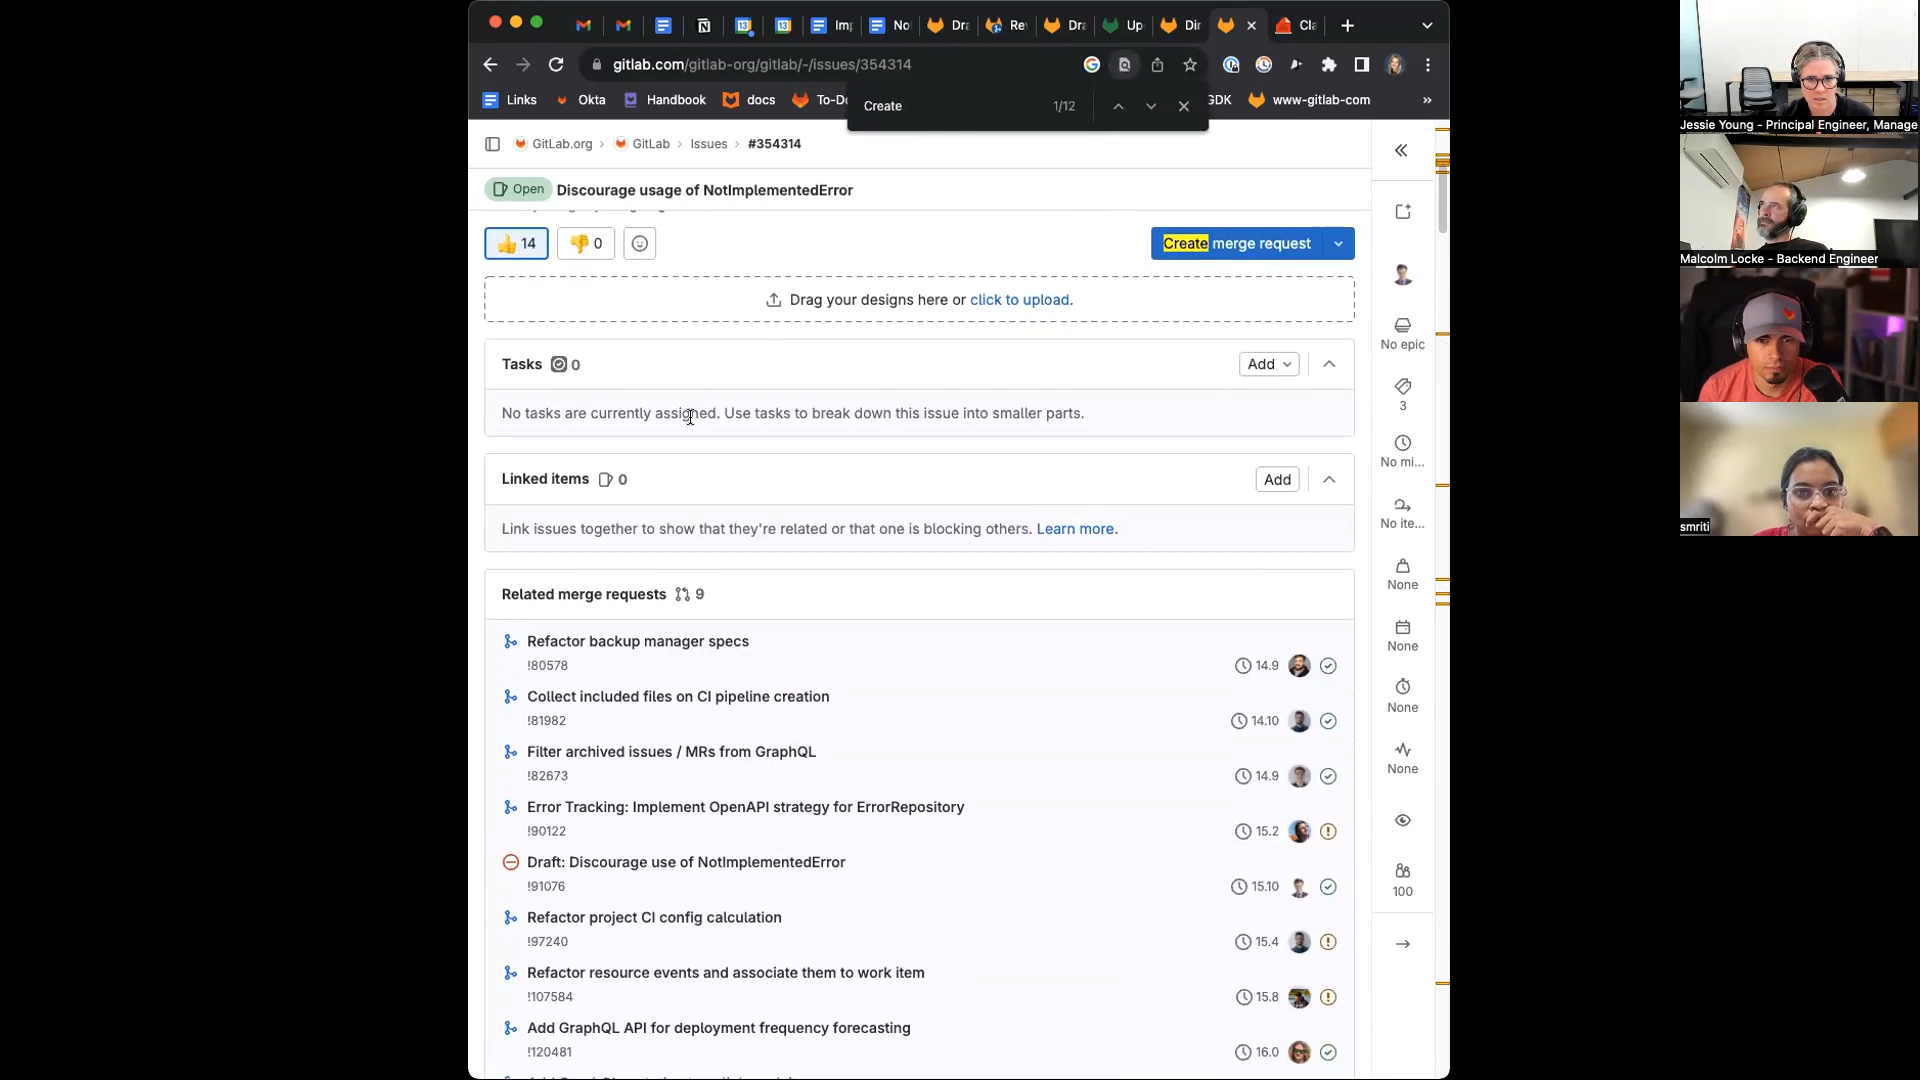 Dra
Re
Dra
Up
Dir
Cla
Im
No
gitlab.com/gitlab-org/gitlab/-/issues/354314
Links
Okta
Handbook
docs
To-Do
GDK
www-gitlab-com
»
Create
1/12
GitLab.org
GitLab
Issues
#354314
Open
Discourage usage of NotImplementedError
14
0
Create merge request
Drag your designs here or click to upload.
Tasks 0
Add
No tasks are currently assigned. Use tasks to break down this issue into smaller parts.
Linked items 0
Add
Link issues together to show that they're related or that one is blocking others. Learn more.
Related merge requests 9
Refactor backup manager specs
!80578
14.9
Collect included files on CI pipeline creation
!81982
14.10
Filter archived issues / MRs from GraphQL
!82673
14.9
Error Tracking: Implement OpenAPI strategy for ErrorRepository
!90122
15.2
Draft: Discourage use of NotImplementedError
!91076
15.10
Refactor project CI config calculation
!97240
15.4
Refactor resource events and associate them to work item
!107584
15.8
Add GraphQL API for deployment frequency forecasting
!120481
16.0
No epic
3
No mi...
No ite...
None
None
None
None
100
Jessie Young - Principal Engineer, Manage
Malcolm Locke - Backend Engineer
smriti